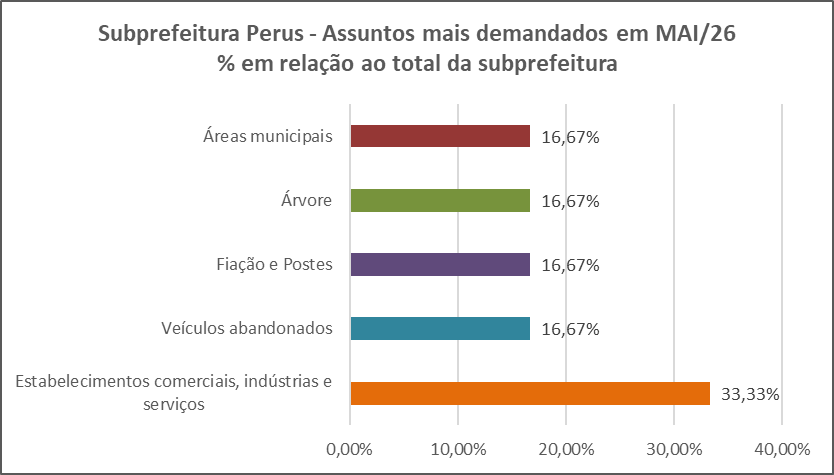 Subprefeitura Perus - Assuntos mais demandados em MAI/26
% em relação ao total da subprefeitura
Áreas municipais
16,67%
Árvore
16,67%
Fiação e Postes
16,67%
Veículos abandonados
16,67%
Estabelecimentos comerciais, indústrias e
serviços
33,33%
0,00%
10,00%
20,00%
30,00%
40,00%